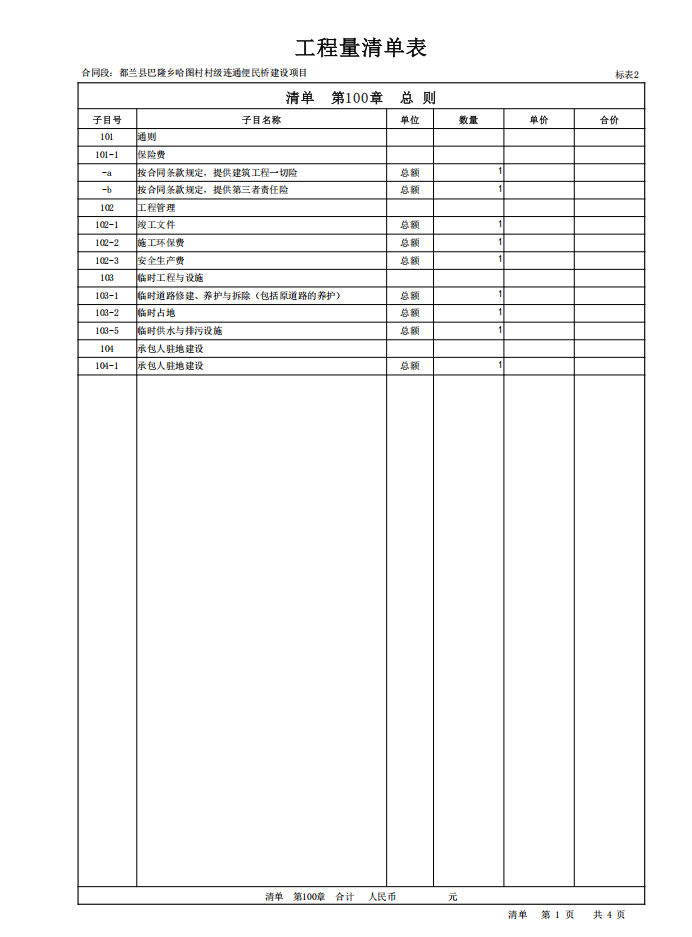 工程量清单表
合同段：都兰县巴隆乡哈图村村级连通便民桥建设项目 标表2
清单 第100章 总 则
子目号 子目名称 单位 数量 单价 合价
101 通则
101-1 保险费
-a 按合同条款规定，提供建筑工程一切险 总额 1
-b 按合同条款规定，提供第三者责任险 总额 1
102 工程管理
102-1 竣工文件 总额 1
102-2 施工环保费 总额 1
102-3 安全生产费 总额 1
103 临时工程与设施
103-1 临时道路修建、养护与拆除（包括原道路的养护） 总额 1
103-2 临时占地 总额 1
103-5 临时供水与排污设施 总额 1
104 承包人驻地建设
104-1 承包人驻地建设 总额 1
清单 第100章 合计 人民币 元
清单 第 1 页 共 4 页